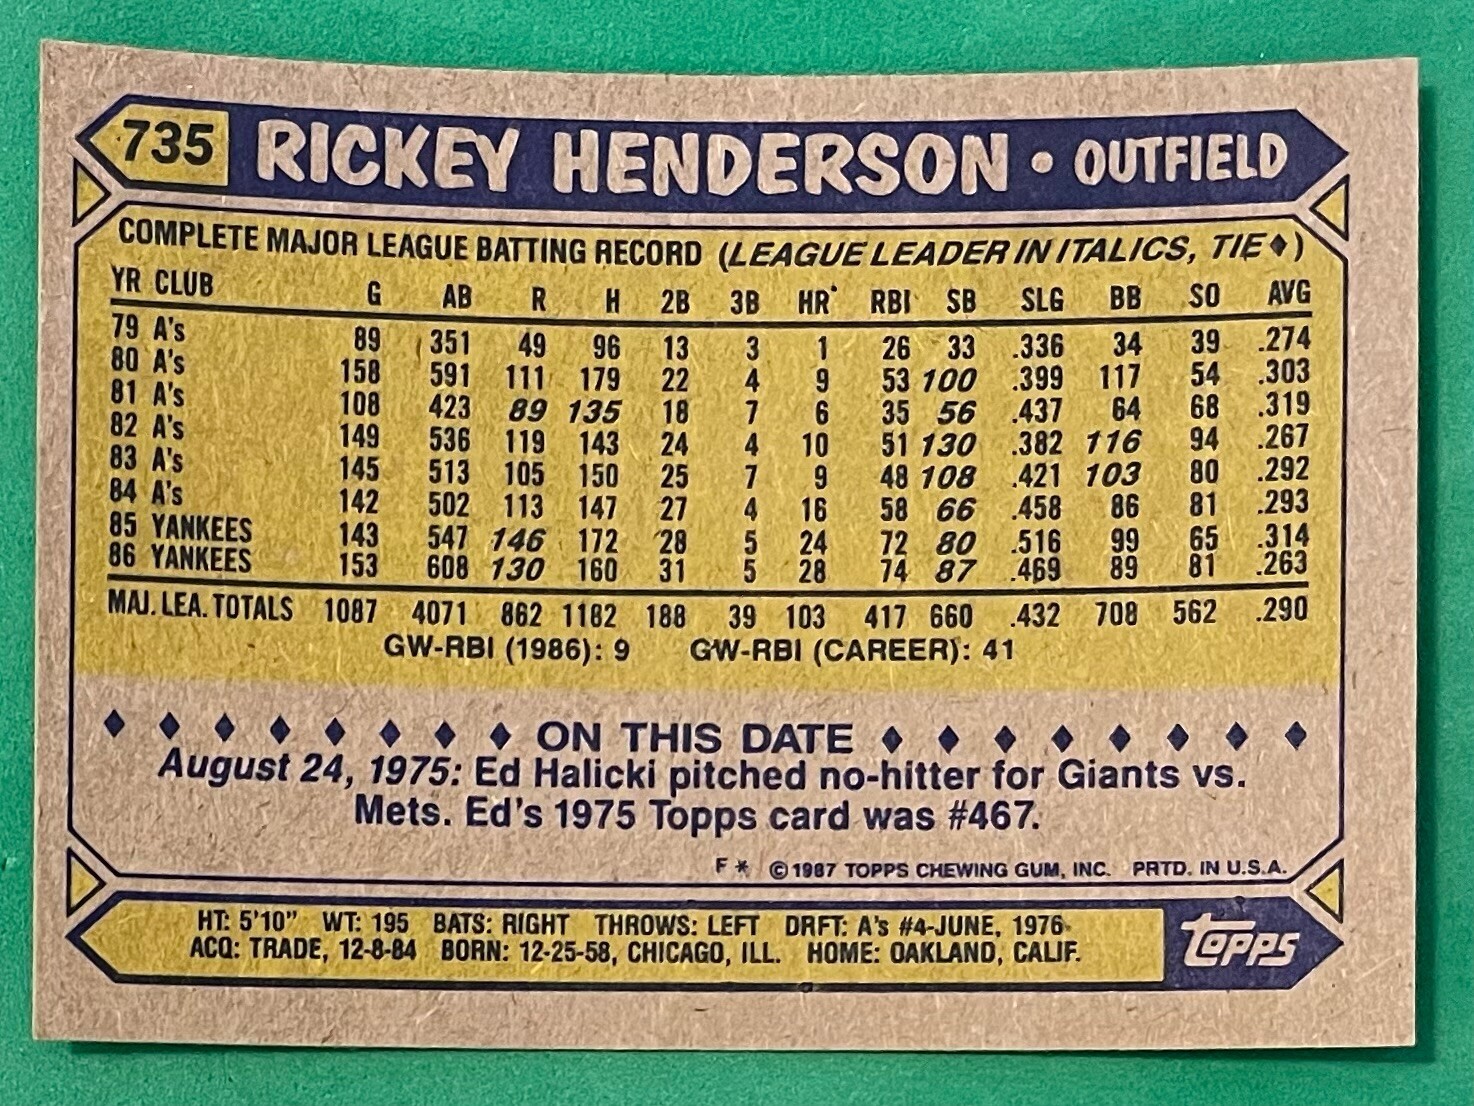 735 RICKEY HENDERSON • OUTFIELD
COMPLETE MAJOR LEAGUE BATTING RECORD (LEAGUE LEADER IN ITALICS, TIE♦)
YR CLUB G AB R H 2B 3B HR RBI SB SLG BB SO AVG
79 A's 89 351 49 96 13 3 1 26 33 .336 34 39 .274
80 A's 158 591 111 179 22 4 9 53 100 .399 117 54 .303
81 A's 108 423 89 135 18 7 6 35 56 .437 64 68 .319
82 A's 149 536 119 143 24 4 10 51 130 .382 116 94 .267
83 A's 145 513 105 150 25 7 9 48 108 .421 103 80 .292
84 A's 142 502 113 147 27 4 16 58 66 .458 86 81 .293
85 YANKEES 143 547 146 172 28 5 24 72 80 .516 99 65 .314
86 YANKEES 153 608 130 160 31 5 28 74 87 .469 89 81 .263
MAJ. LEA. TOTALS 1087 4071 862 1182 188 39 103 417 660 .432 708 562 .290
GW-RBI (1986): 9 GW-RBI (CAREER): 41
♦ ♦ ♦ ♦ ♦ ♦ ♦ ♦ ON THIS DATE ♦ ♦ ♦ ♦ ♦ ♦ ♦ ♦
August 24, 1975: Ed Halicki pitched no-hitter for Giants vs.
Mets. Ed's 1975 Topps card was #467.
F * ©1987 TOPPS CHEWING GUM, INC. PRTD. IN U.S.A.
HT: 5'10" WT: 195 BATS: RIGHT THROWS: LEFT DRFT: A's #4-JUNE, 1976
ACQ: TRADE, 12-8-84 BORN: 12-25-58, CHICAGO, ILL. HOME: OAKLAND, CALIF.
topps